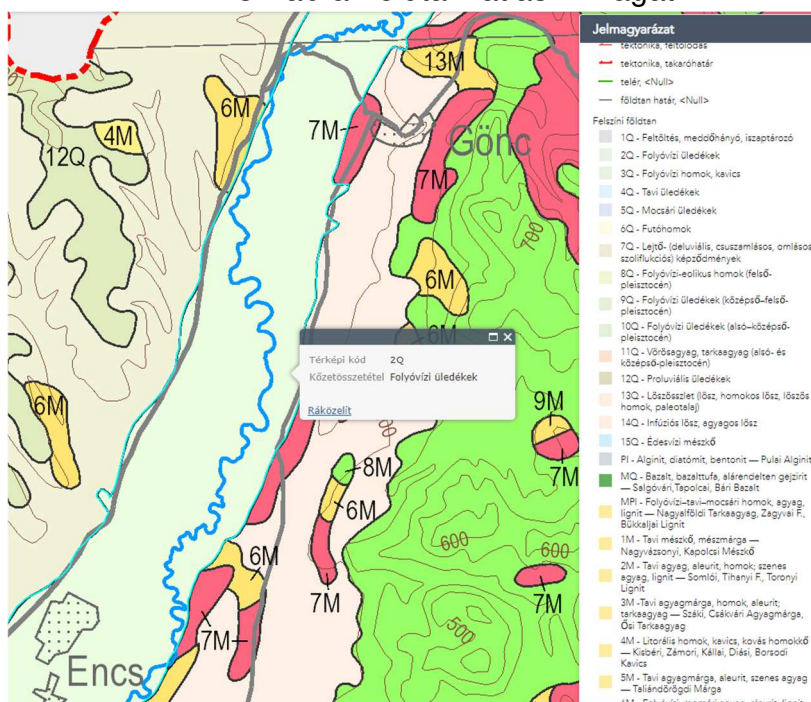 13M
6M
7M
4M
12Q
Gönc
7M
700
6M
6M
Térképi kód 2Q
Kőzetösszetétel Folyóvízi üledékek
Ráközelít
6M
9M
7M
8M
6M
600
600
6M
7M
7M
7M
500
Encs
Jelmagyarázat
tektonika, feltolódás
tektonika, takaróhatár
telér, <Null>
földtan határ, <Null>
Felszíni földtan
1Q - Feltöltés, meddőhányó, iszaptározó
2Q - Folyóvízi üledékek
3Q - Folyóvízi homok, kavics
4Q - Tavi üledékek
5Q - Mocsári üledékek
6Q - Futóhomok
7Q - Lejtő- (deluviális, csuszamlásos, omlásos
szoliflukciós) képződmények
8Q - Folyóvízi-eolikus homok (felső-
pleisztocén)
9Q - Folyóvízi üledékek (középső–felső-
pleisztocén)
10Q - Folyóvízi üledékek (alsó–középső-
pleisztocén)
11Q - Vörösagyag, tarkaagyag (alsó- és
középső-pleisztocén)
12Q - Proluviális üledékek
13Q - Löszösszlet (lösz, homokos lösz, löszös
homok, paleotalaj)
14Q - Infúziós lösz, agyagos lösz
15Q - Édesvízi mészkő
Pl - Alginit, diatómit, bentonit — Pulai Alginit
MQ - Bazalt, bazalttufa, alárendelten gejzirit
— Salgóvári,Tapolcai, Bári Bazalt
MPl - Folyóvízi–tavi–mocsári homok, agyag,
lignit — Nagyalföldi Tarkaagyag, Zagyvai F.,
Bükkaljai Lignit
1M - Tavi mészkő, mészmárga —
Nagyvázsonyi, Kapolcsi Mészkő
2M - Tavi agyag, aleurit, homok; szenes
agyag, lignit — Somlói, Tihanyi F., Toronyi
Lignit
3M -Tavi agyagmárga, homok, aleurit;
tarkaagyag — Száki, Csákvári Agyagmárga,
Ősi Tarkaagyag
4M - Litorális homok, kavics, kovás homokkő
— Kisbéri, Zámori, Kállai, Diási, Borsodi
Kavics
5M - Tavi agyagmárga, aleurit, szenes agyag
— Taliándörögdi Márga